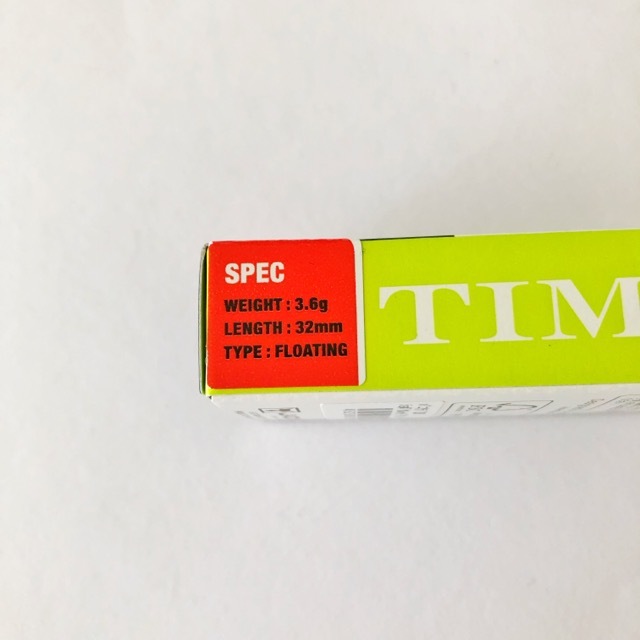 SPEC
WEIGHT : 3.6g
LENGTH : 32mm
TYPE : FLOATING
TIM